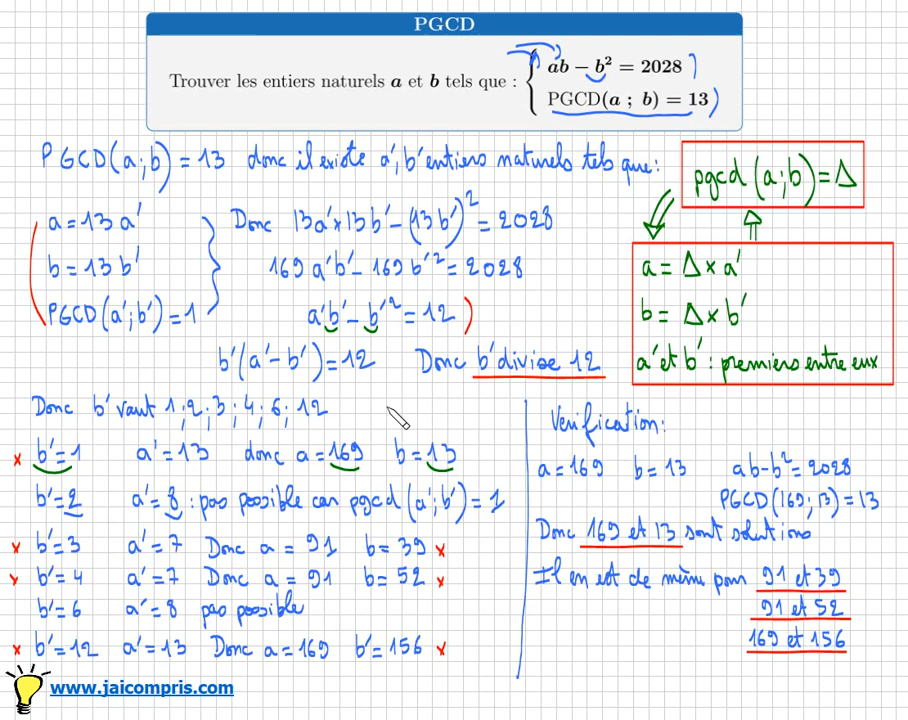 PGCD
Trouver les entiers naturels a et b tels que : { ab − b² = 2028
PGCD(a ; b) = 13
PGCD(a;b) = 13 donc il existe a', b' entiers naturels tels que :
pgcd(a;b) = Δ
a = 13 a'
b = 13 b'
PGCD(a';b') = 1
Donc 13a' × 13b' − (13b')² = 2028
169 a'b' − 169 b'² = 2028
a'b' − b'² = 12
b'(a' − b') = 12 Donc b' divise 12
a = Δ × a'
b = Δ × b'
a' et b' : premiers entre eux
Donc b' vaut 1 ; 2 ; 3 ; 4 ; 6 ; 12
× b' = 1 a' = 13 donc a = 169 b = 13
b' = 2 a' = 8 : pas possible car pgcd(a';b') = 1
× b' = 3 a' = 7 Donc a = 91 b = 39 ×
× b' = 4 a' = 7 Donc a = 91 b = 52 ×
b' = 6 a' = 8 pas possible
× b' = 12 a' = 13 Donc a = 169 b' = 156 ×
Verification :
a = 169 b = 13 ab − b² = 2028
PGCD(169 ; 13) = 13
Donc 169 et 13 sont solutions
Il en est de même pour 91 et 39
91 et 52
169 et 156
www.jaicompris.com